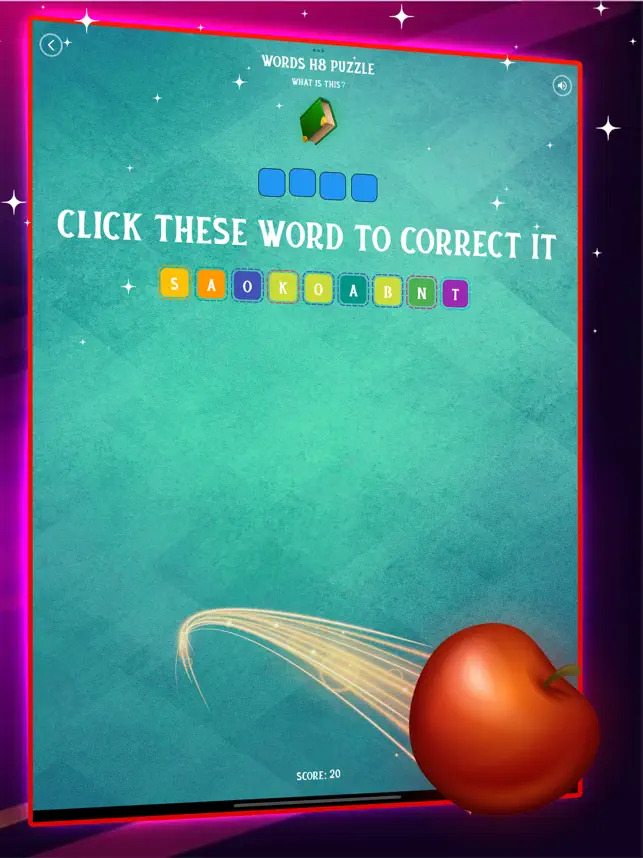 WORDS H8 PUZZLE
WHAT IS THIS?
CLICK THESE WORD TO CORRECT IT
S A O K O A B N T
SCORE: 20